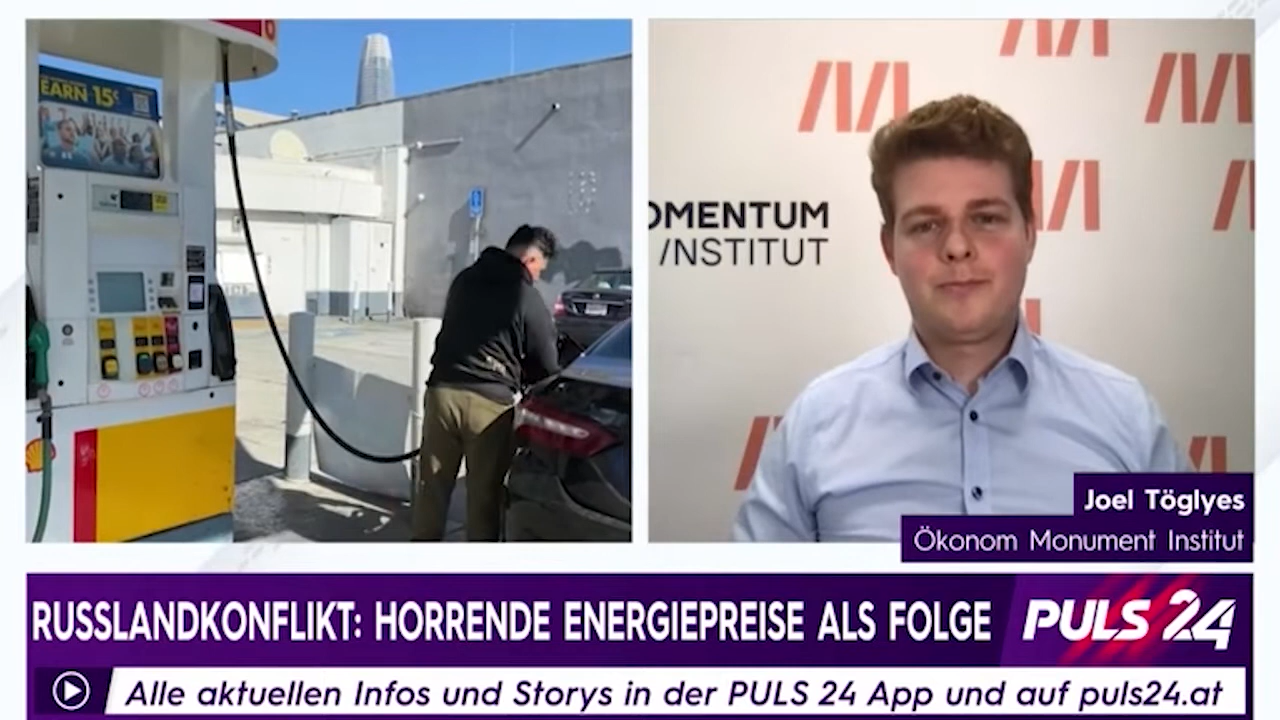 EARN 15¢
OMENTUM
/NSTITUT
Joel Töglyes
Ökonom Monument Institut
RUSSLANDKONFLIKT: HORRENDE ENERGIEPREISE ALS FOLGE
PULS 24
Alle aktuellen Infos und Storys in der PULS 24 App und auf puls24.at